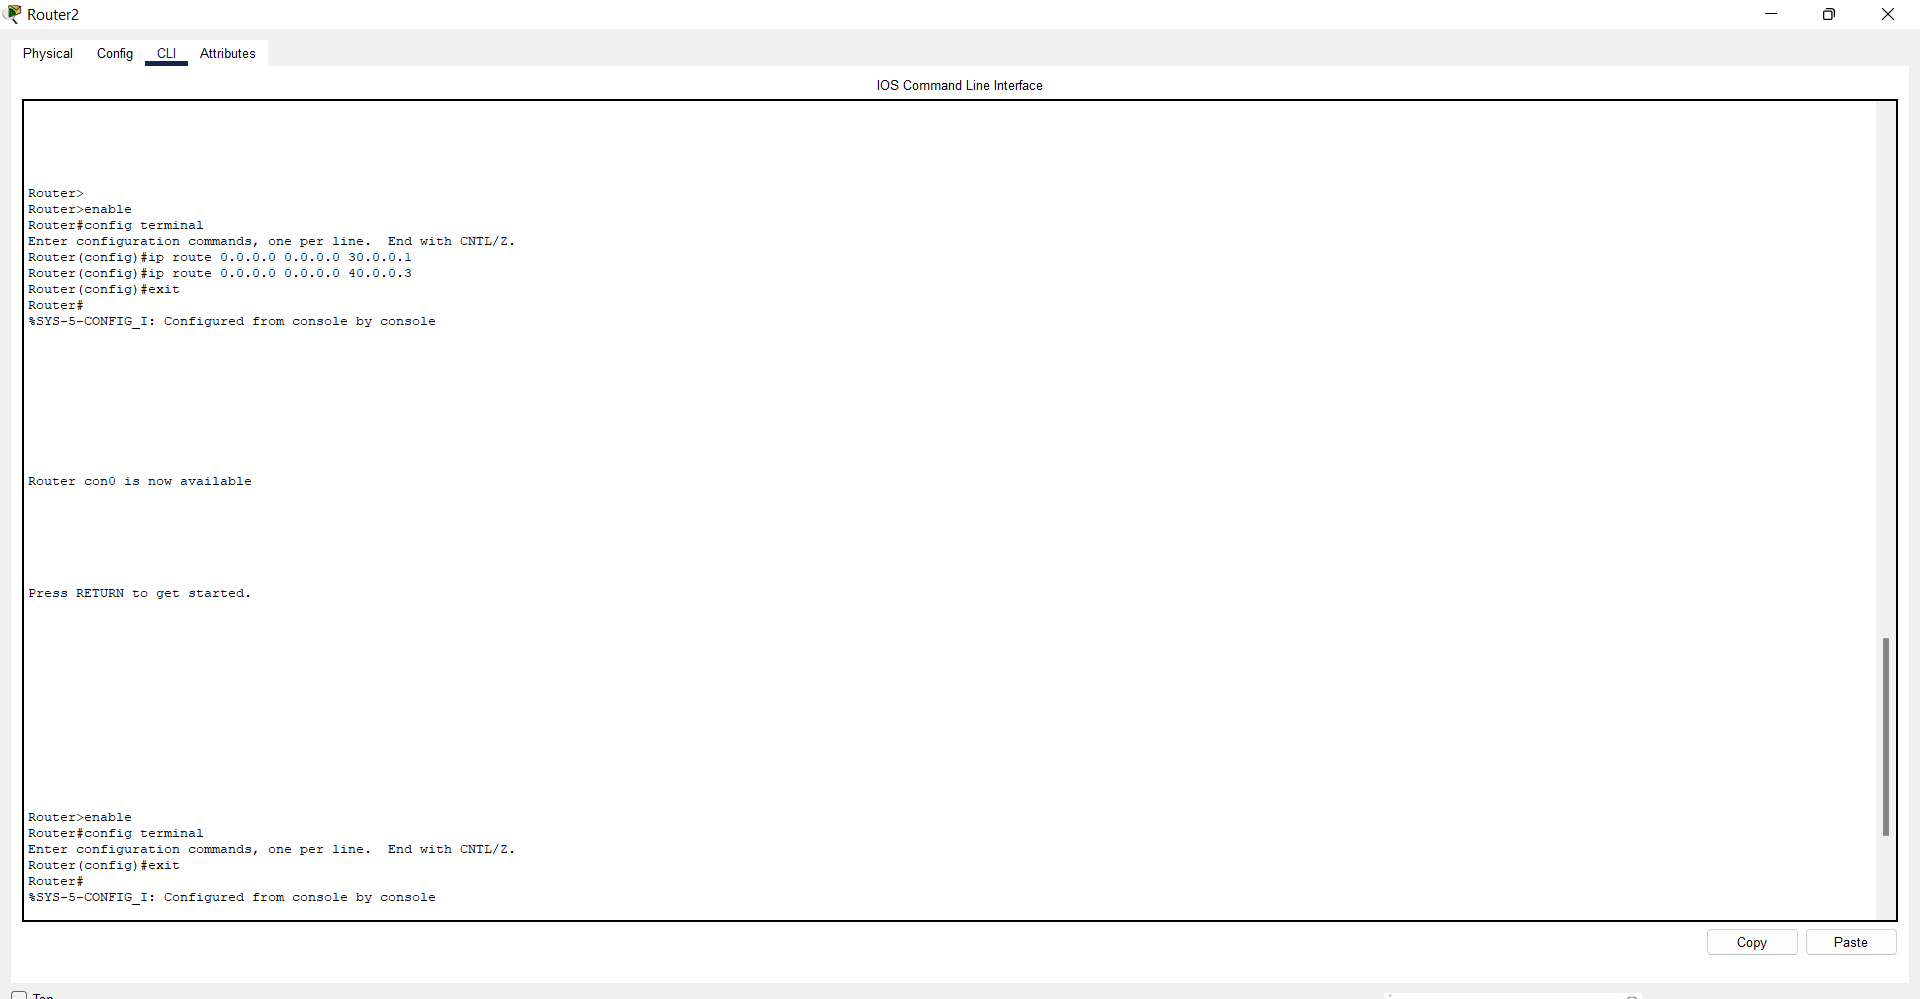 Router2
Physical Config CLI Attributes
IOS Command Line Interface
Router>
Router>enable
Router#config terminal
Enter configuration commands, one per line.  End with CNTL/Z.
Router(config)#ip route 0.0.0.0 0.0.0.0 30.0.0.1
Router(config)#ip route 0.0.0.0 0.0.0.0 40.0.0.3
Router(config)#exit
Router#
%SYS-5-CONFIG_I: Configured from console by console
Router con0 is now available
Press RETURN to get started.
Router>enable
Router#config terminal
Enter configuration commands, one per line.  End with CNTL/Z.
Router(config)#exit
Router#
%SYS-5-CONFIG_I: Configured from console by console
Copy Paste
Top